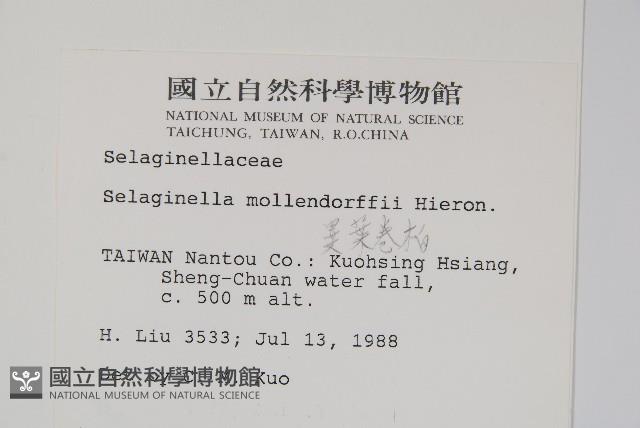 國立自然科學博物館
NATIONAL MUSEUM OF NATURAL SCIENCE
TAICHUNG, TAIWAN, R.O.CHINA
Selaginellaceae
Selaginella mollendorffii Hieron.
異葉卷柏
TAIWAN Nantou Co.: Kuohsing Hsiang,
Sheng-Chuan water fall,
c. 500 m alt.
H. Liu 3533; Jul 13, 1988
Det. by C. M. Kuo
國立自然科學博物館
NATIONAL MUSEUM OF NATURAL SCIENCE